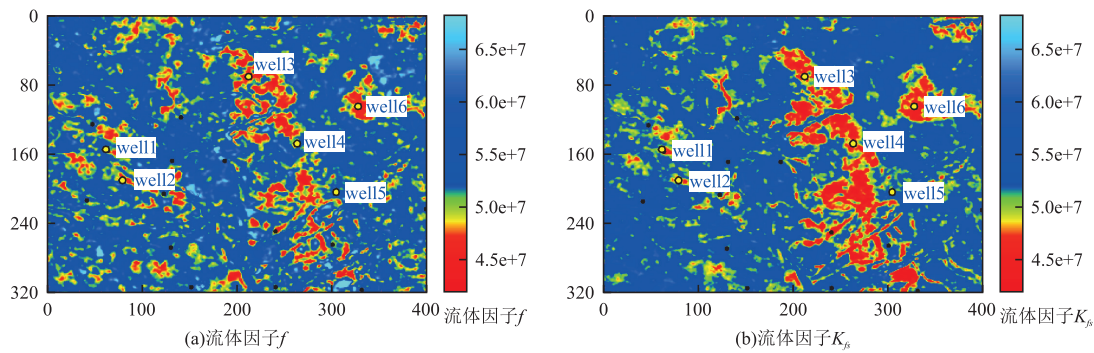 0
80
160
240
320
0
100
200
300
400
well1
well2
well3
well4
well5
well6
6.5e+7
6.0e+7
5.5e+7
5.0e+7
4.5e+7
流体因子f
(a)流体因子f
0
80
160
240
320
0
100
200
300
400
well1
well2
well3
well4
well5
well6
6.5e+7
6.0e+7
5.5e+7
5.0e+7
4.5e+7
流体因子Kfs
(b)流体因子Kfs